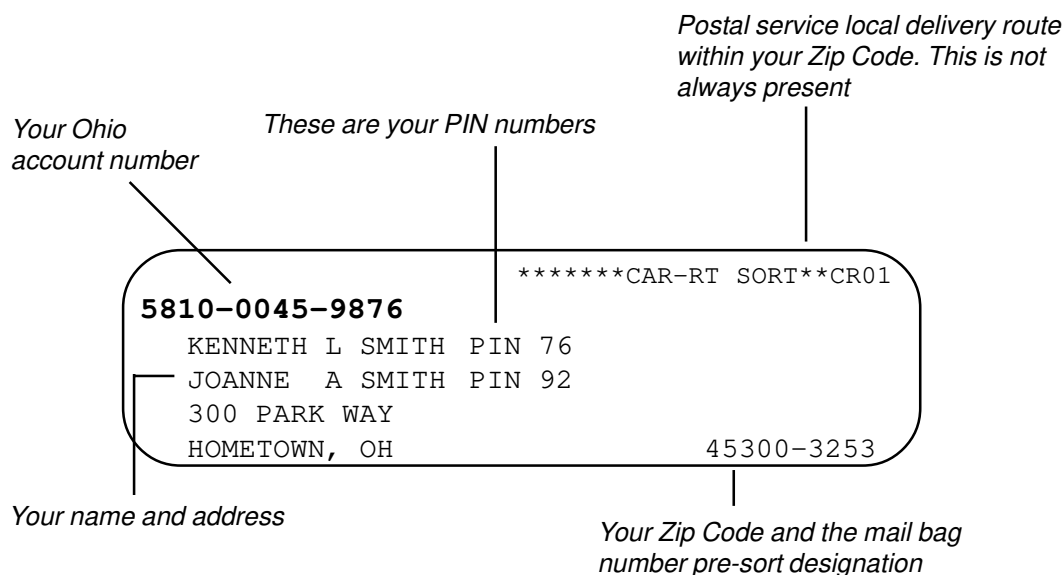 Postal service local delivery route
within your Zip Code. This is not
always present
Your Ohio
account number
These are your PIN numbers
*******CAR-RT SORT**CR01
5810-0045-9876
KENNETH L SMITH PIN 76
JOANNE A SMITH PIN 92
300 PARK WAY
HOMETOWN, OH 45300-3253
Your name and address
Your Zip Code and the mail bag
number pre-sort designation